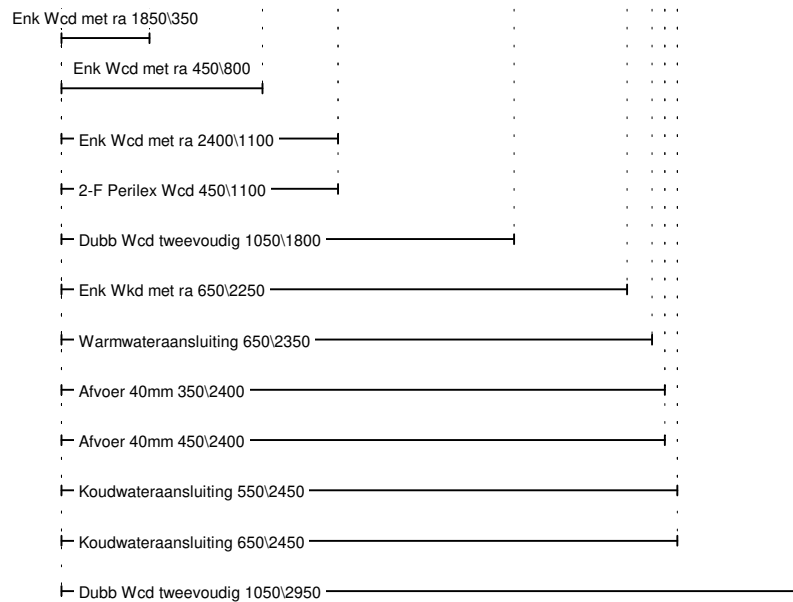 Enk Wcd met ra 1850\350
Enk Wcd met ra 450\800
Enk Wcd met ra 2400\1100
2-F Perilex Wcd 450\1100
Dubb Wcd tweevoudig 1050\1800
Enk Wkd met ra 650\2250
Warmwateraansluiting 650\2350
Afvoer 40mm 350\2400
Afvoer 40mm 450\2400
Koudwateraansluiting 550\2450
Koudwateraansluiting 650\2450
Dubb Wcd tweevoudig 1050\2950